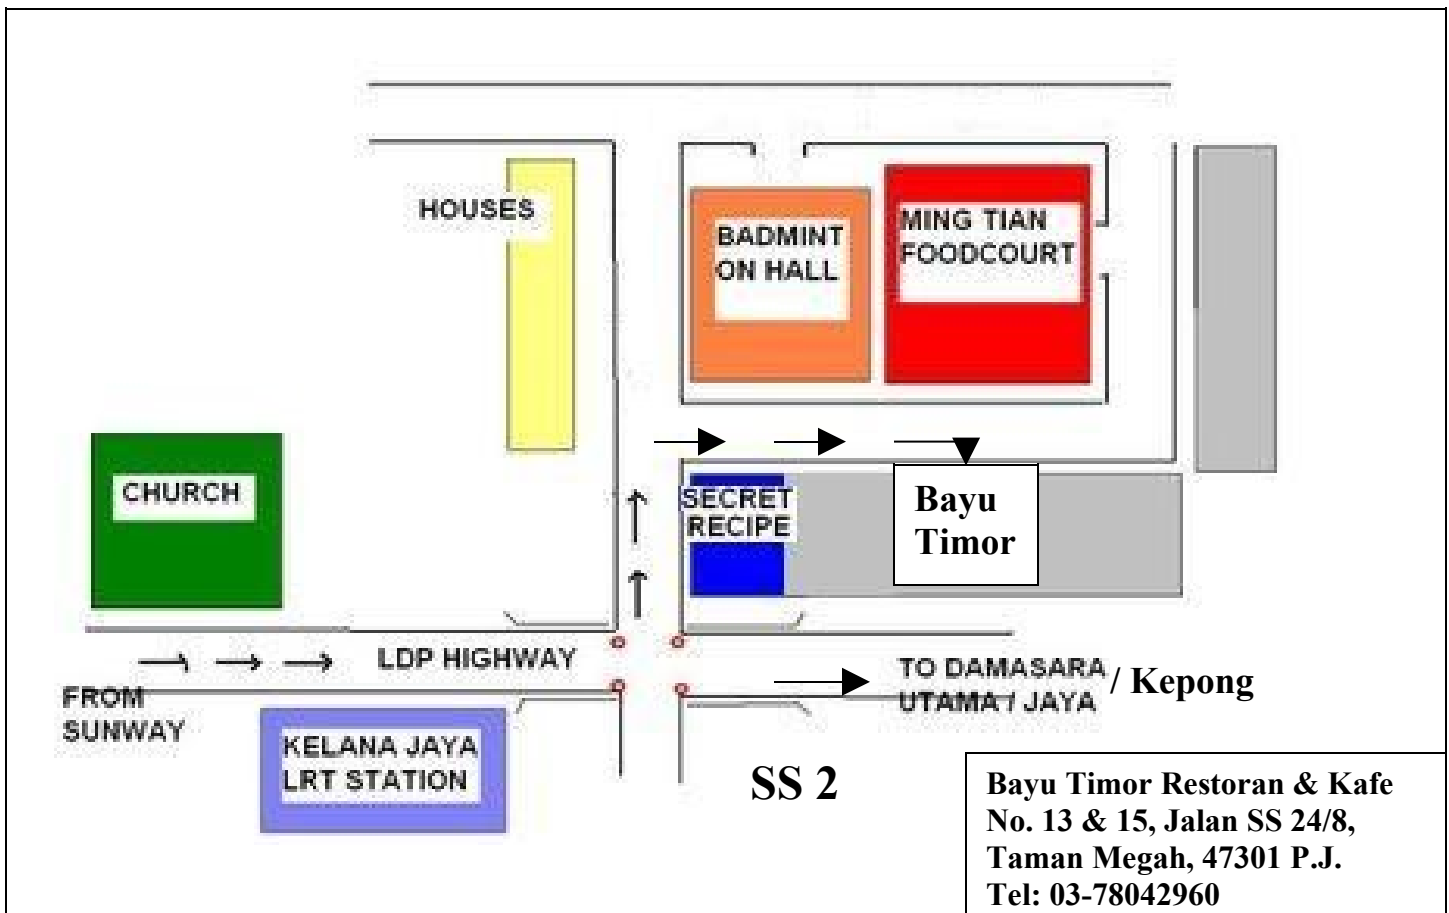 HOUSES
BADMINT
ON HALL
MING TIAN
FOODCOURT
CHURCH
SECRET
RECIPE
Bayu
Timor
LDP HIGHWAY
FROM
SUNWAY
TO DAMASARA
UTAMA / JAYA
/ Kepong
KELANA JAYA
LRT STATION
SS 2
Bayu Timor Restoran & Kafe
No. 13 & 15, Jalan SS 24/8,
Taman Megah, 47301 P.J.
Tel: 03-78042960